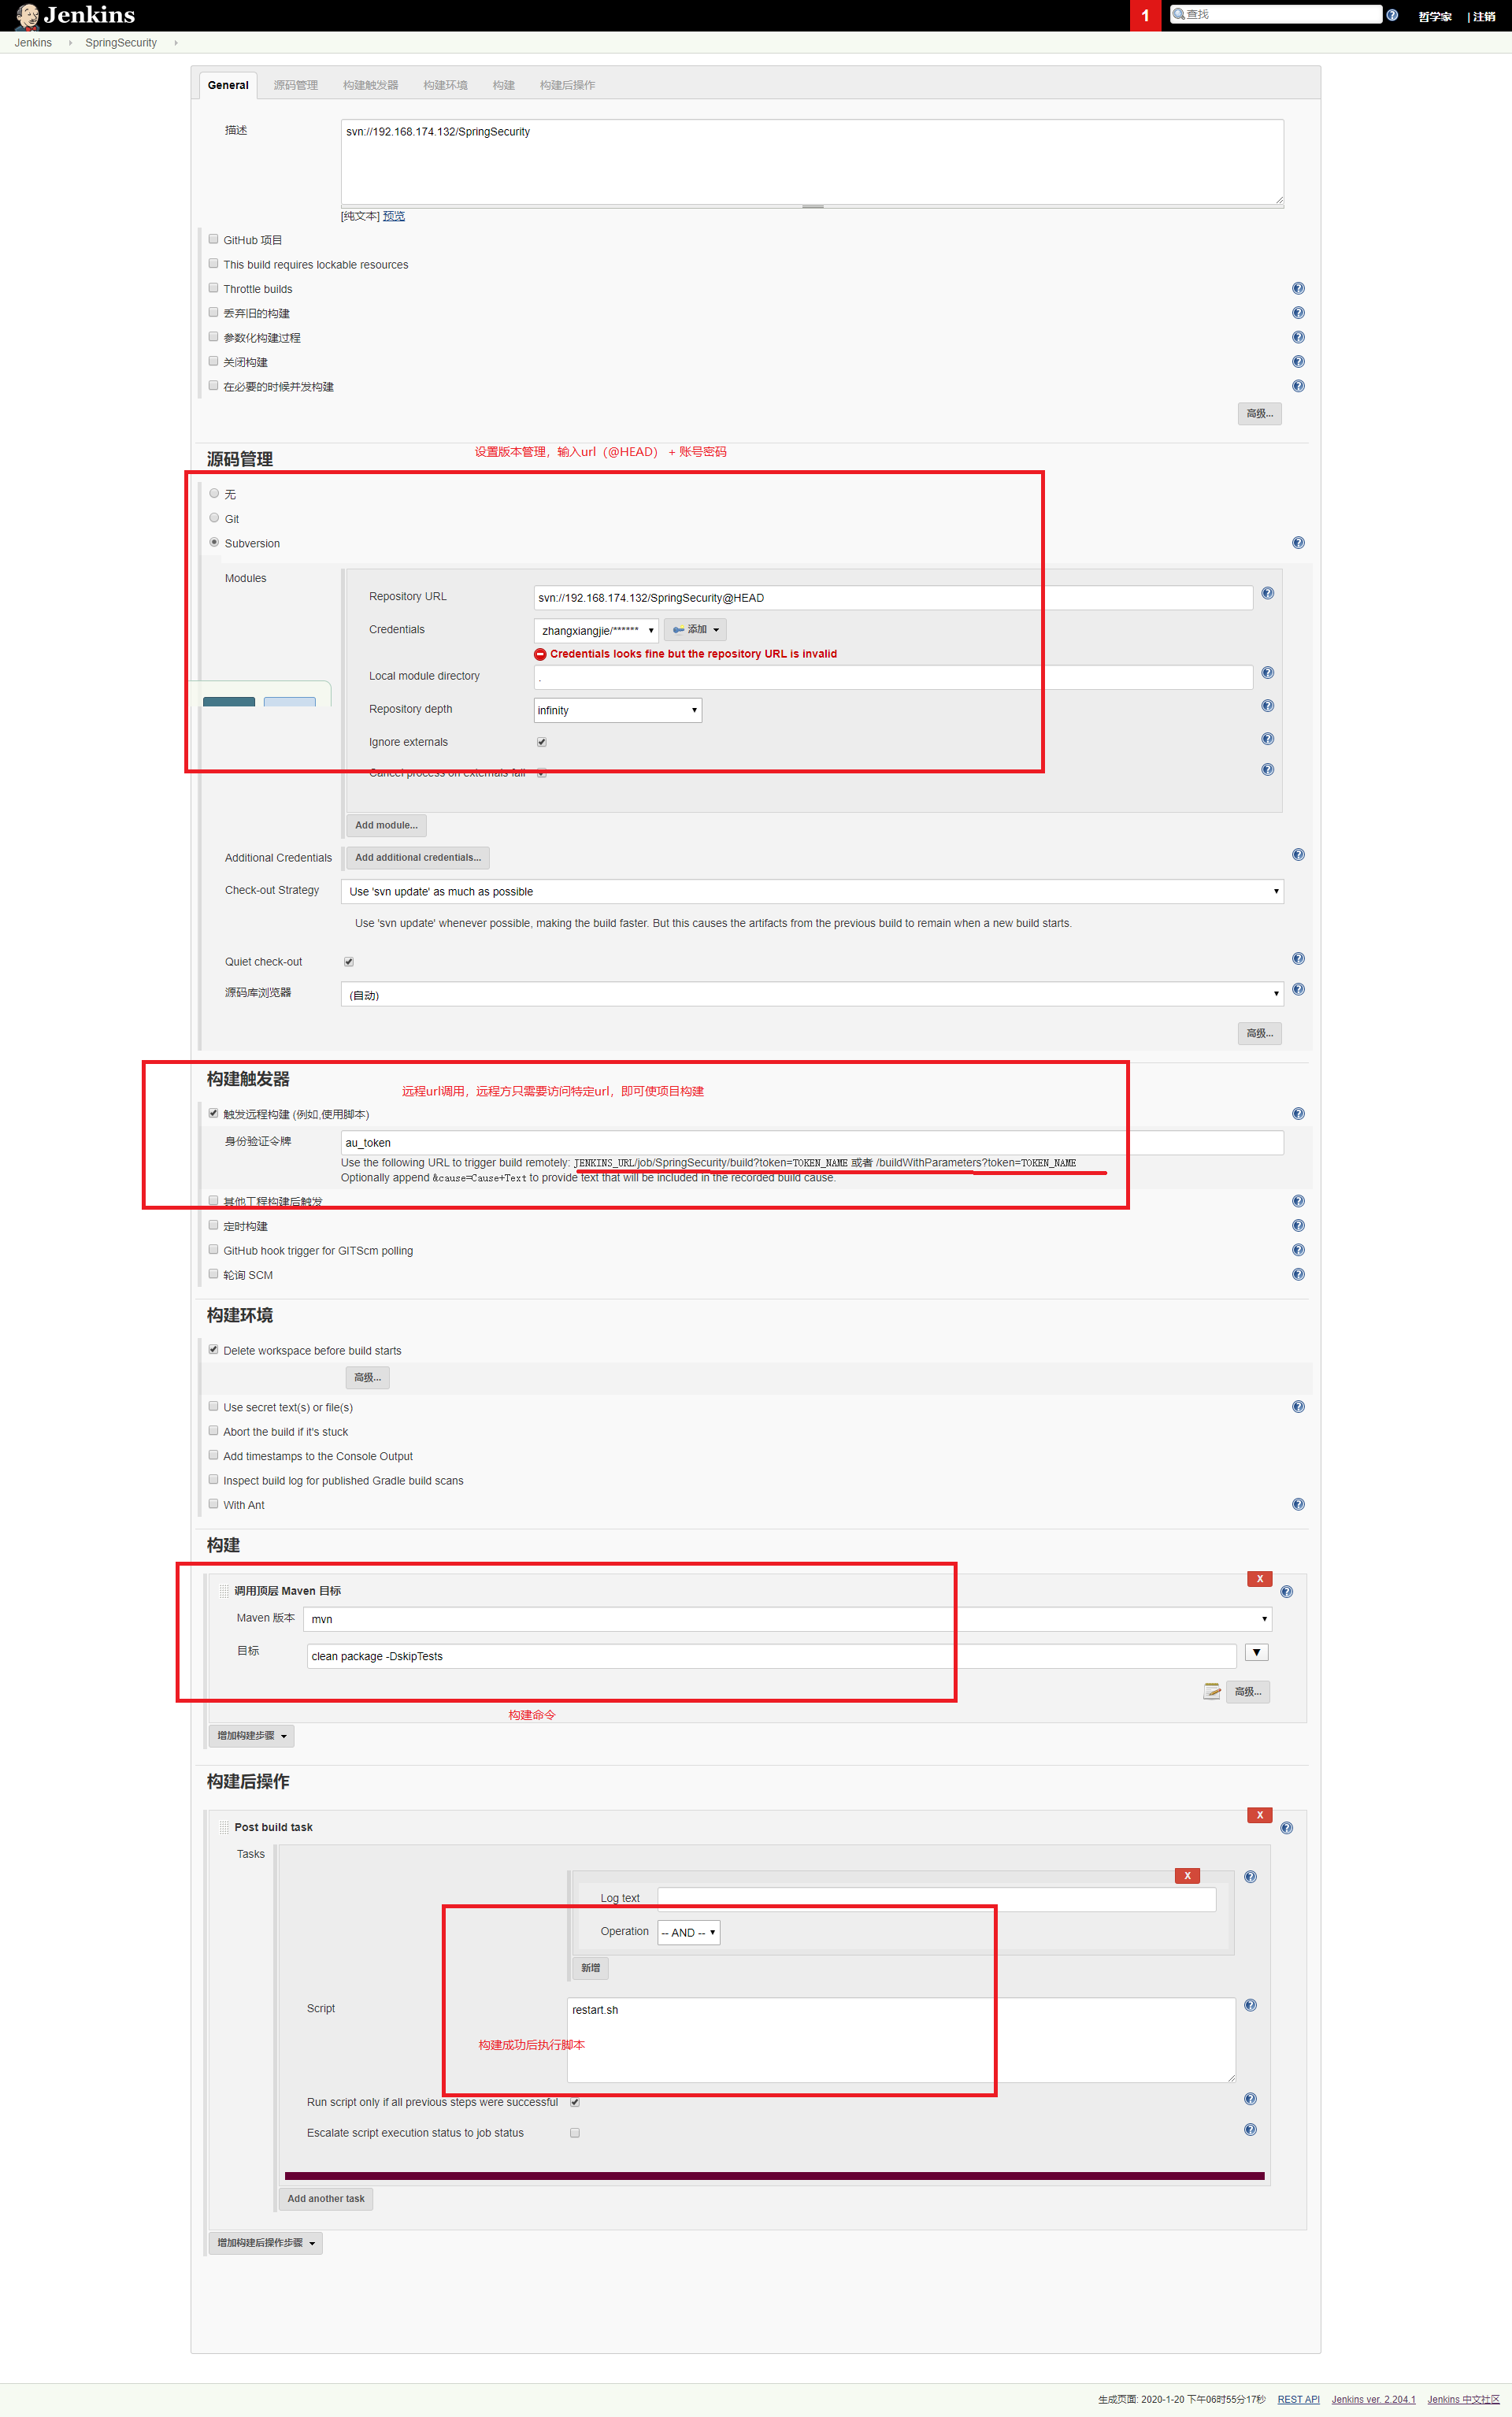 Jenkins
1
查找
哲学家
| 注销
Jenkins
SpringSecurity
General
源码管理
构建触发器
构建环境
构建
构建后操作
描述
svn://192.168.174.132/SpringSecurity
[纯文本] 预览
GitHub 项目
This build requires lockable resources
Throttle builds
丢弃旧的构建
参数化构建过程
关闭构建
在必要的时候并发构建
高级...
设置版本管理，输入url（@HEAD） + 账号密码
源码管理
无
Git
Subversion
Modules
Repository URL
svn://192.168.174.132/SpringSecurity@HEAD
Credentials
zhangxiangjie/******
添加
Credentials looks fine but the repository URL is invalid
Local module directory
.
Repository depth
infinity
Ignore externals
Cancel process on externals fail
Add module...
Additional Credentials
Add additional credentials...
Check-out Strategy
Use 'svn update' as much as possible
Use 'svn update' whenever possible, making the build faster. But this causes the artifacts from the previous build to remain when a new build starts.
Quiet check-out
源码库浏览器
(自动)
高级...
构建触发器
远程url调用，远程方只需要访问特定url，即可使项目构建
触发远程构建 (例如,使用脚本)
身份验证令牌
au_token
Use the following URL to trigger build remotely: JENKINS_URL/job/SpringSecurity/build?token=TOKEN_NAME 或者 /buildWithParameters?token=TOKEN_NAME
Optionally append &cause=Cause+Text to provide text that will be included in the recorded build cause.
其他工程构建后触发
定时构建
GitHub hook trigger for GITScm polling
轮询 SCM
构建环境
Delete workspace before build starts
高级...
Use secret text(s) or file(s)
Abort the build if it's stuck
Add timestamps to the Console Output
Inspect build log for published Gradle build scans
With Ant
构建
X
调用顶层 Maven 目标
Maven 版本
mvn
目标
clean package -DskipTests
高级...
构建命令
增加构建步骤
构建后操作
X
Post build task
Tasks
X
Log text
Operation
-- AND --
新增
Script
restart.sh
构建成功后执行脚本
Run script only if all previous steps were successful
Escalate script execution status to job status
Add another task
增加构建后操作步骤
生成页面: 2020-1-20 下午06时55分17秒
REST API
Jenkins ver. 2.204.1
Jenkins 中文社区